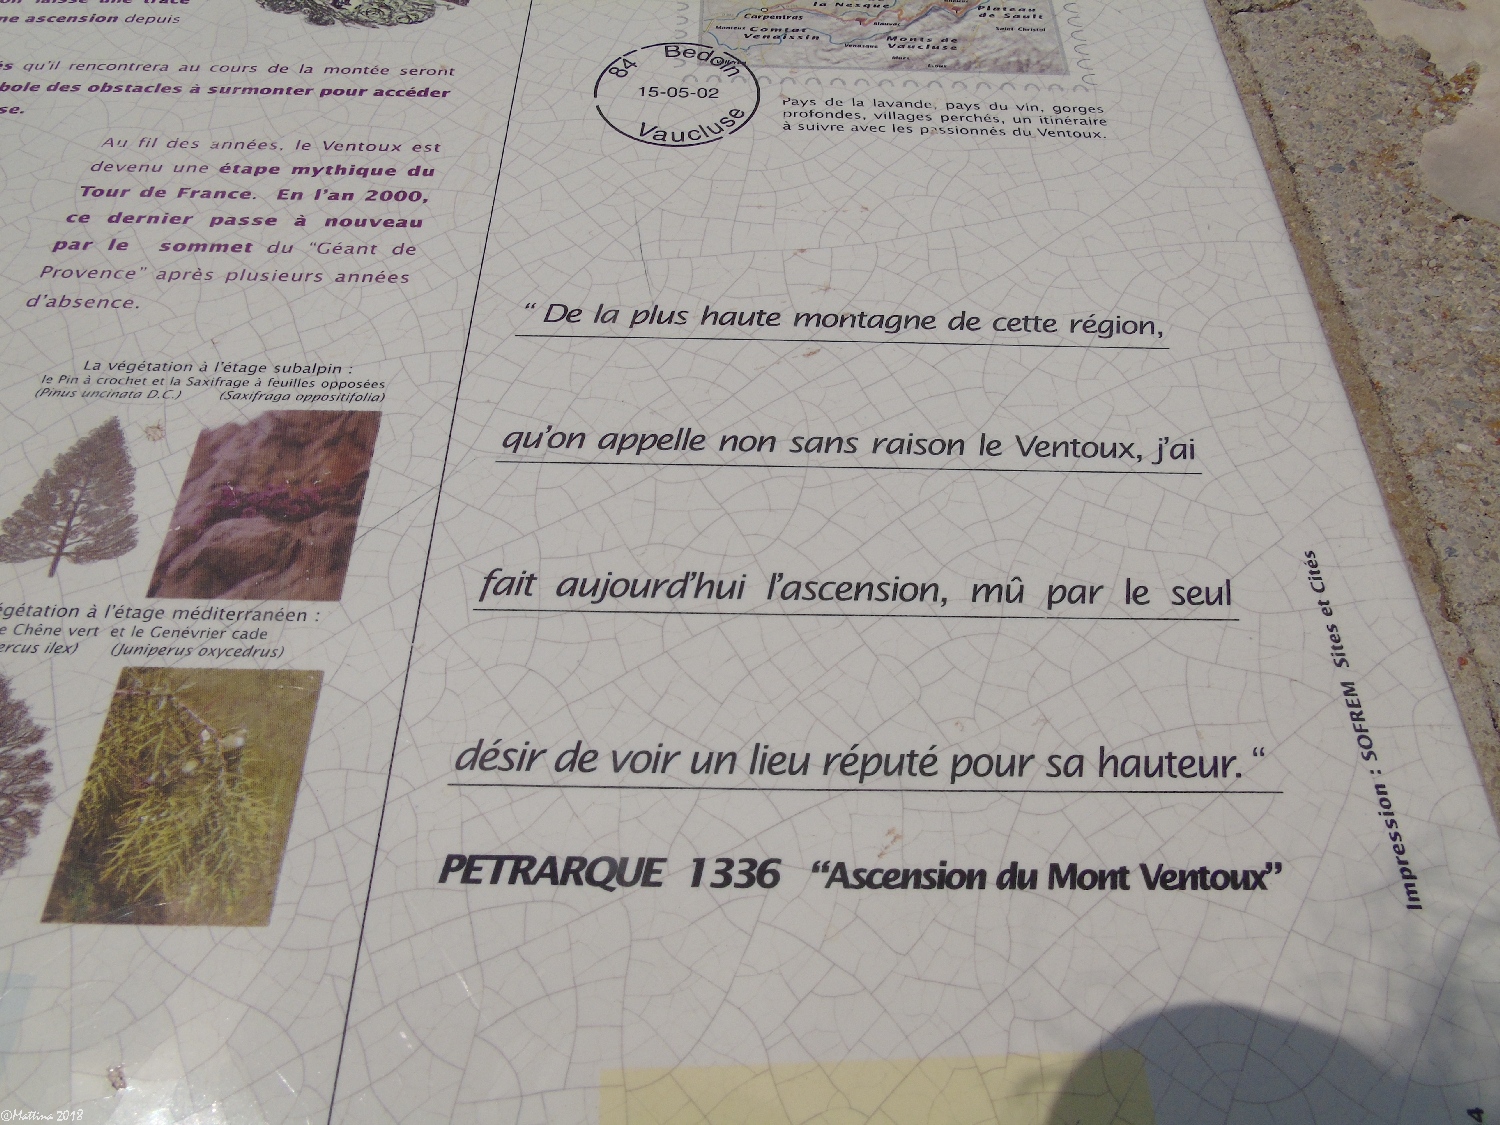 une trace
ascension depuis
qu'il rencontrera au cours de la montée seront
des obstacles à surmonter pour accéder
Au fil des années, le Ventoux est
devenu une étape mythique du
Tour de France. En l'an 2000,
ce dernier passe à nouveau
par le sommet du "Géant de
Provence" après plusieurs années
d'absence.
La végétation à l'étage subalpin :
le Pin à crochet et la Saxifrage à feuilles opposées
(Pinus uncinata D.C.) (Saxifraga oppositifolia)
à l'étage méditerranéen :
Chêne vert et le Genévrier cade
ilex) (Juniperus oxycedrus)
la Nesque
Plateau
de Sault
Carpentras
Comtat
Venaissin
Monts de
Vaucluse
84 Bedoin
15-05-02
Vaucluse
Pays de la lavande, pays du vin, gorges
profondes, villages perchés, un itinéraire
à suivre avec les passionnés du Ventoux.
“ De la plus haute montagne de cette région,
qu'on appelle non sans raison le Ventoux, j'ai
fait aujourd'hui l'ascension, mû par le seul
désir de voir un lieu réputé pour sa hauteur. “
PETRARQUE 1336 “Ascension du Mont Ventoux”
Impression : SOFREM Sites et Cités
4
©Mattina 2018